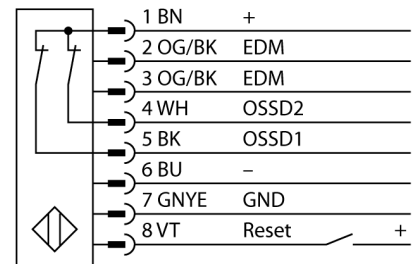 1 BN +
2 OG/BK EDM
3 OG/BK EDM
4 WH OSSD2
5 BK OSSD1
6 BU –
7 GNYE GND
8 VT Reset +